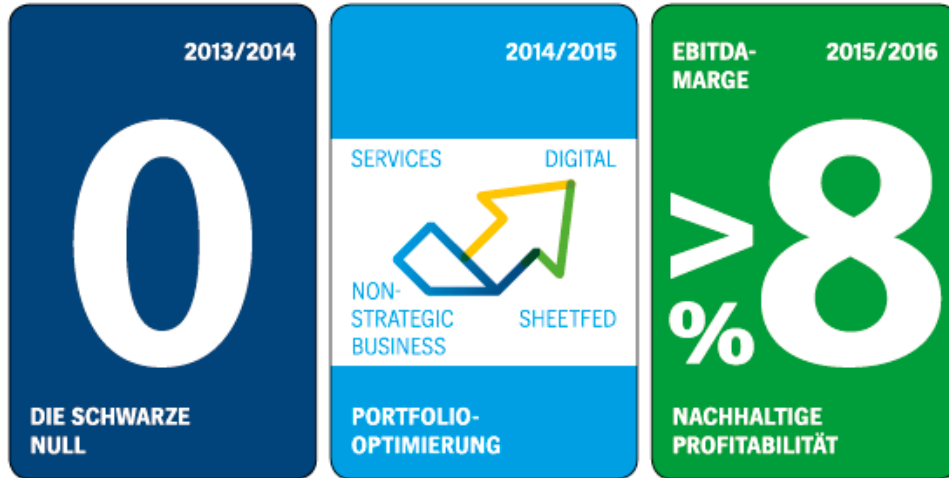 2013/2014
0
DIE SCHWARZE
NULL
2014/2015
SERVICES
DIGITAL
NON-
STRATEGIC
BUSINESS
SHEETFED
PORTFOLIO-
OPTIMIERUNG
EBITDA-
MARGE
2015/2016
>8
%
NACHHALTIGE
PROFITABILITÄT